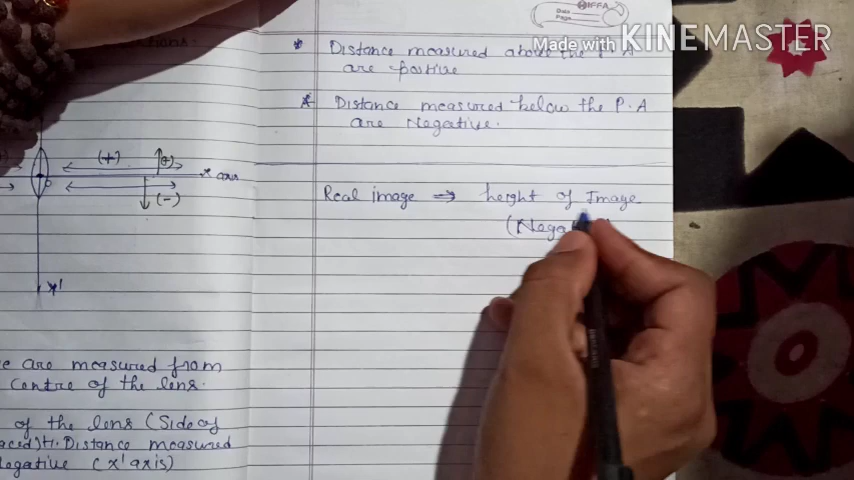 Made with KINEMASTER
* Distance measured above the P.A
are positive
* Distance measured below the P.A
are Negative.
(+)
(+)
x axis
(-)
Real image ⇒ height of Image
(Nega
e are measured from
centre of the lens.
of the lens (Side of
Distance measured
(x' axis)